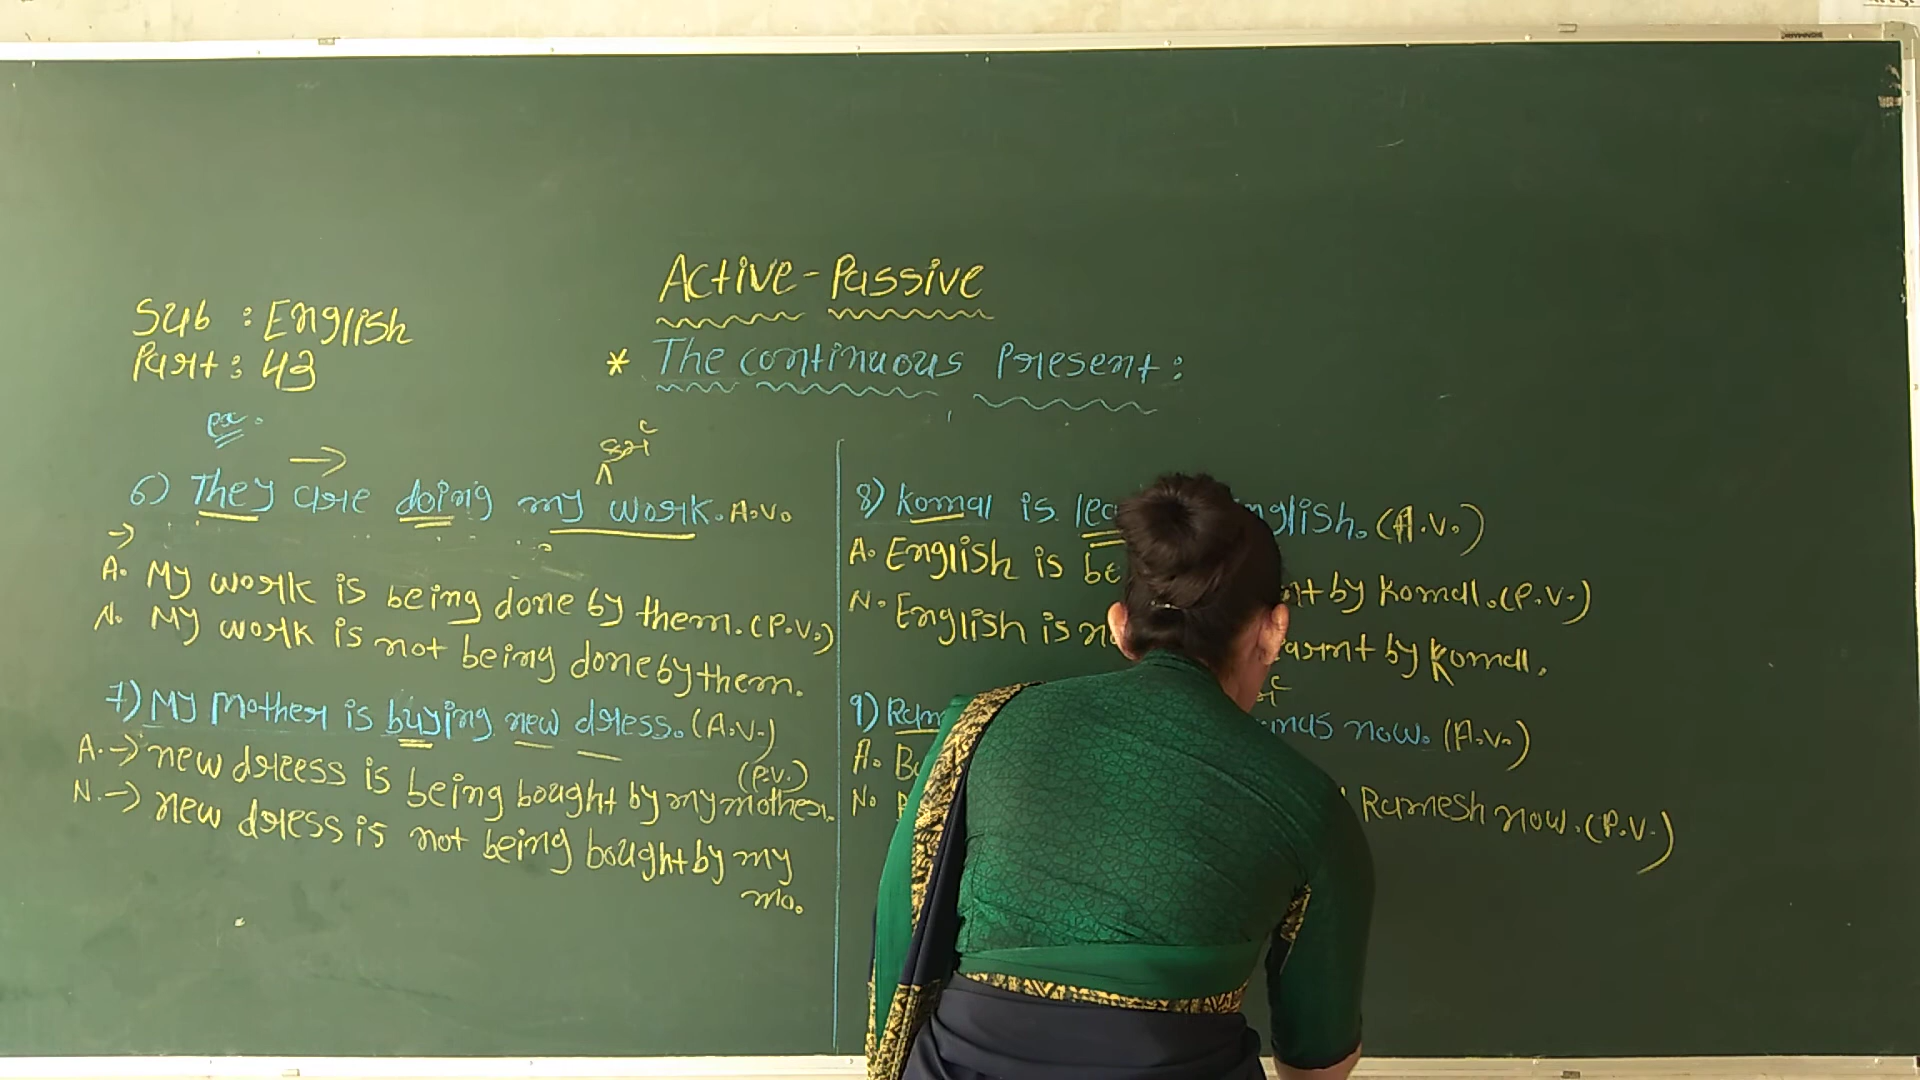 Active-Passive
Sub : English
Part : 43
* The continuous Present :
ex.
કર્મ
6) They are doing my work. A.V.
A. My work is being done by them. (P.V.)
N. My work is not being done by them.
7) My Mother is buying new dress. (A.V.)
A. → new dreess is being bought by my mother. (P.V.)
N. → new dress is not being bought by my mo.
8) Komal is English. (A.V.)
A. English is by Komal. (P.V.)
N. English is by Komal.
9) now. (A.V.)
A.
N. Ramesh now. (P.V.)